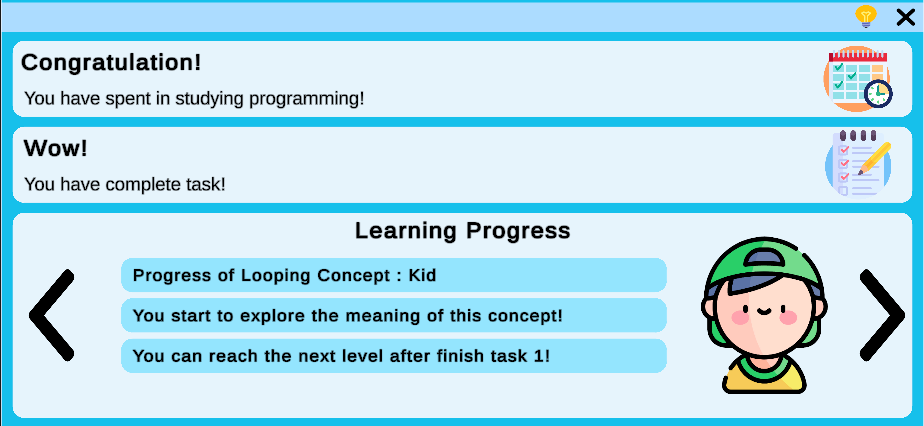 Congratulation!
You have spent in studying programming!
Wow!
You have complete task!
Learning Progress
Progress of Looping Concept : Kid
You start to explore the meaning of this concept!
You can reach the next level after finish task 1!